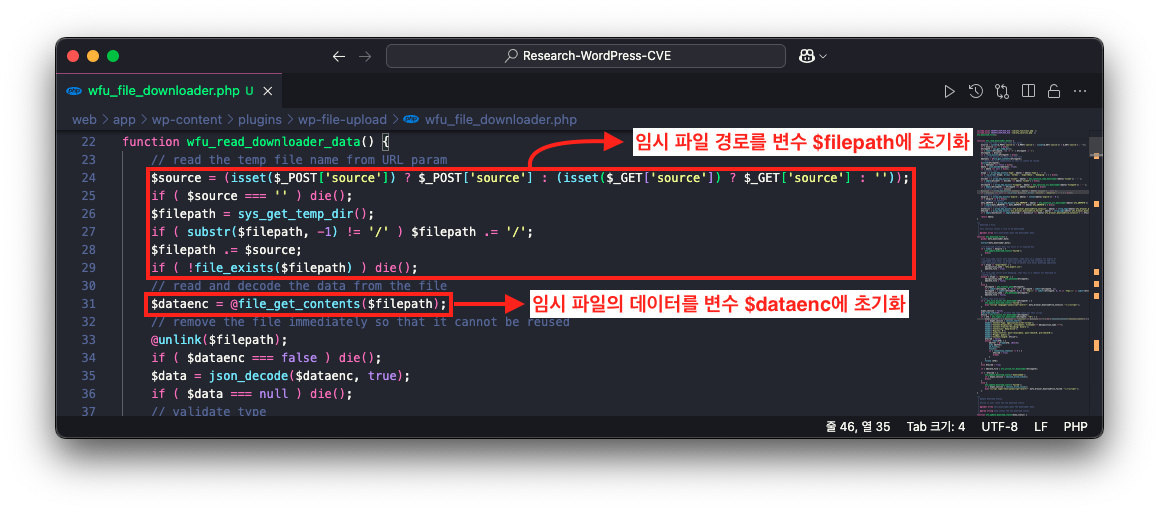 Research-WordPress-CVE
php wfu_file_downloader.php U
web > app > wp-content > plugins > wp-file-upload > php wfu_file_downloader.php
22 function wfu_read_downloader_data() {
임시 파일 경로를 변수 $filepath에 초기화
23 // read the temp file name from URL param
24 $source = (isset($_POST['source']) ? $_POST['source'] : (isset($_GET['source']) ? $_GET['source'] : ''));
25 if ( $source === '' ) die();
26 $filepath = sys_get_temp_dir();
27 if ( substr($filepath, -1) != '/' ) $filepath .= '/';
28 $filepath .= $source;
29 if ( !file_exists($filepath) ) die();
30 // read and decode the data from the file
31 $dataenc = @file_get_contents($filepath);
임시 파일의 데이터를 변수 $dataenc에 초기화
32 // remove the file immediately so that it cannot be reused
33 @unlink($filepath);
34 if ( $dataenc === false ) die();
35 $data = json_decode($dataenc, true);
36 if ( $data === null ) die();
37 // validate type
줄 46, 열 35 Tab 크기: 4 UTF-8 LF PHP